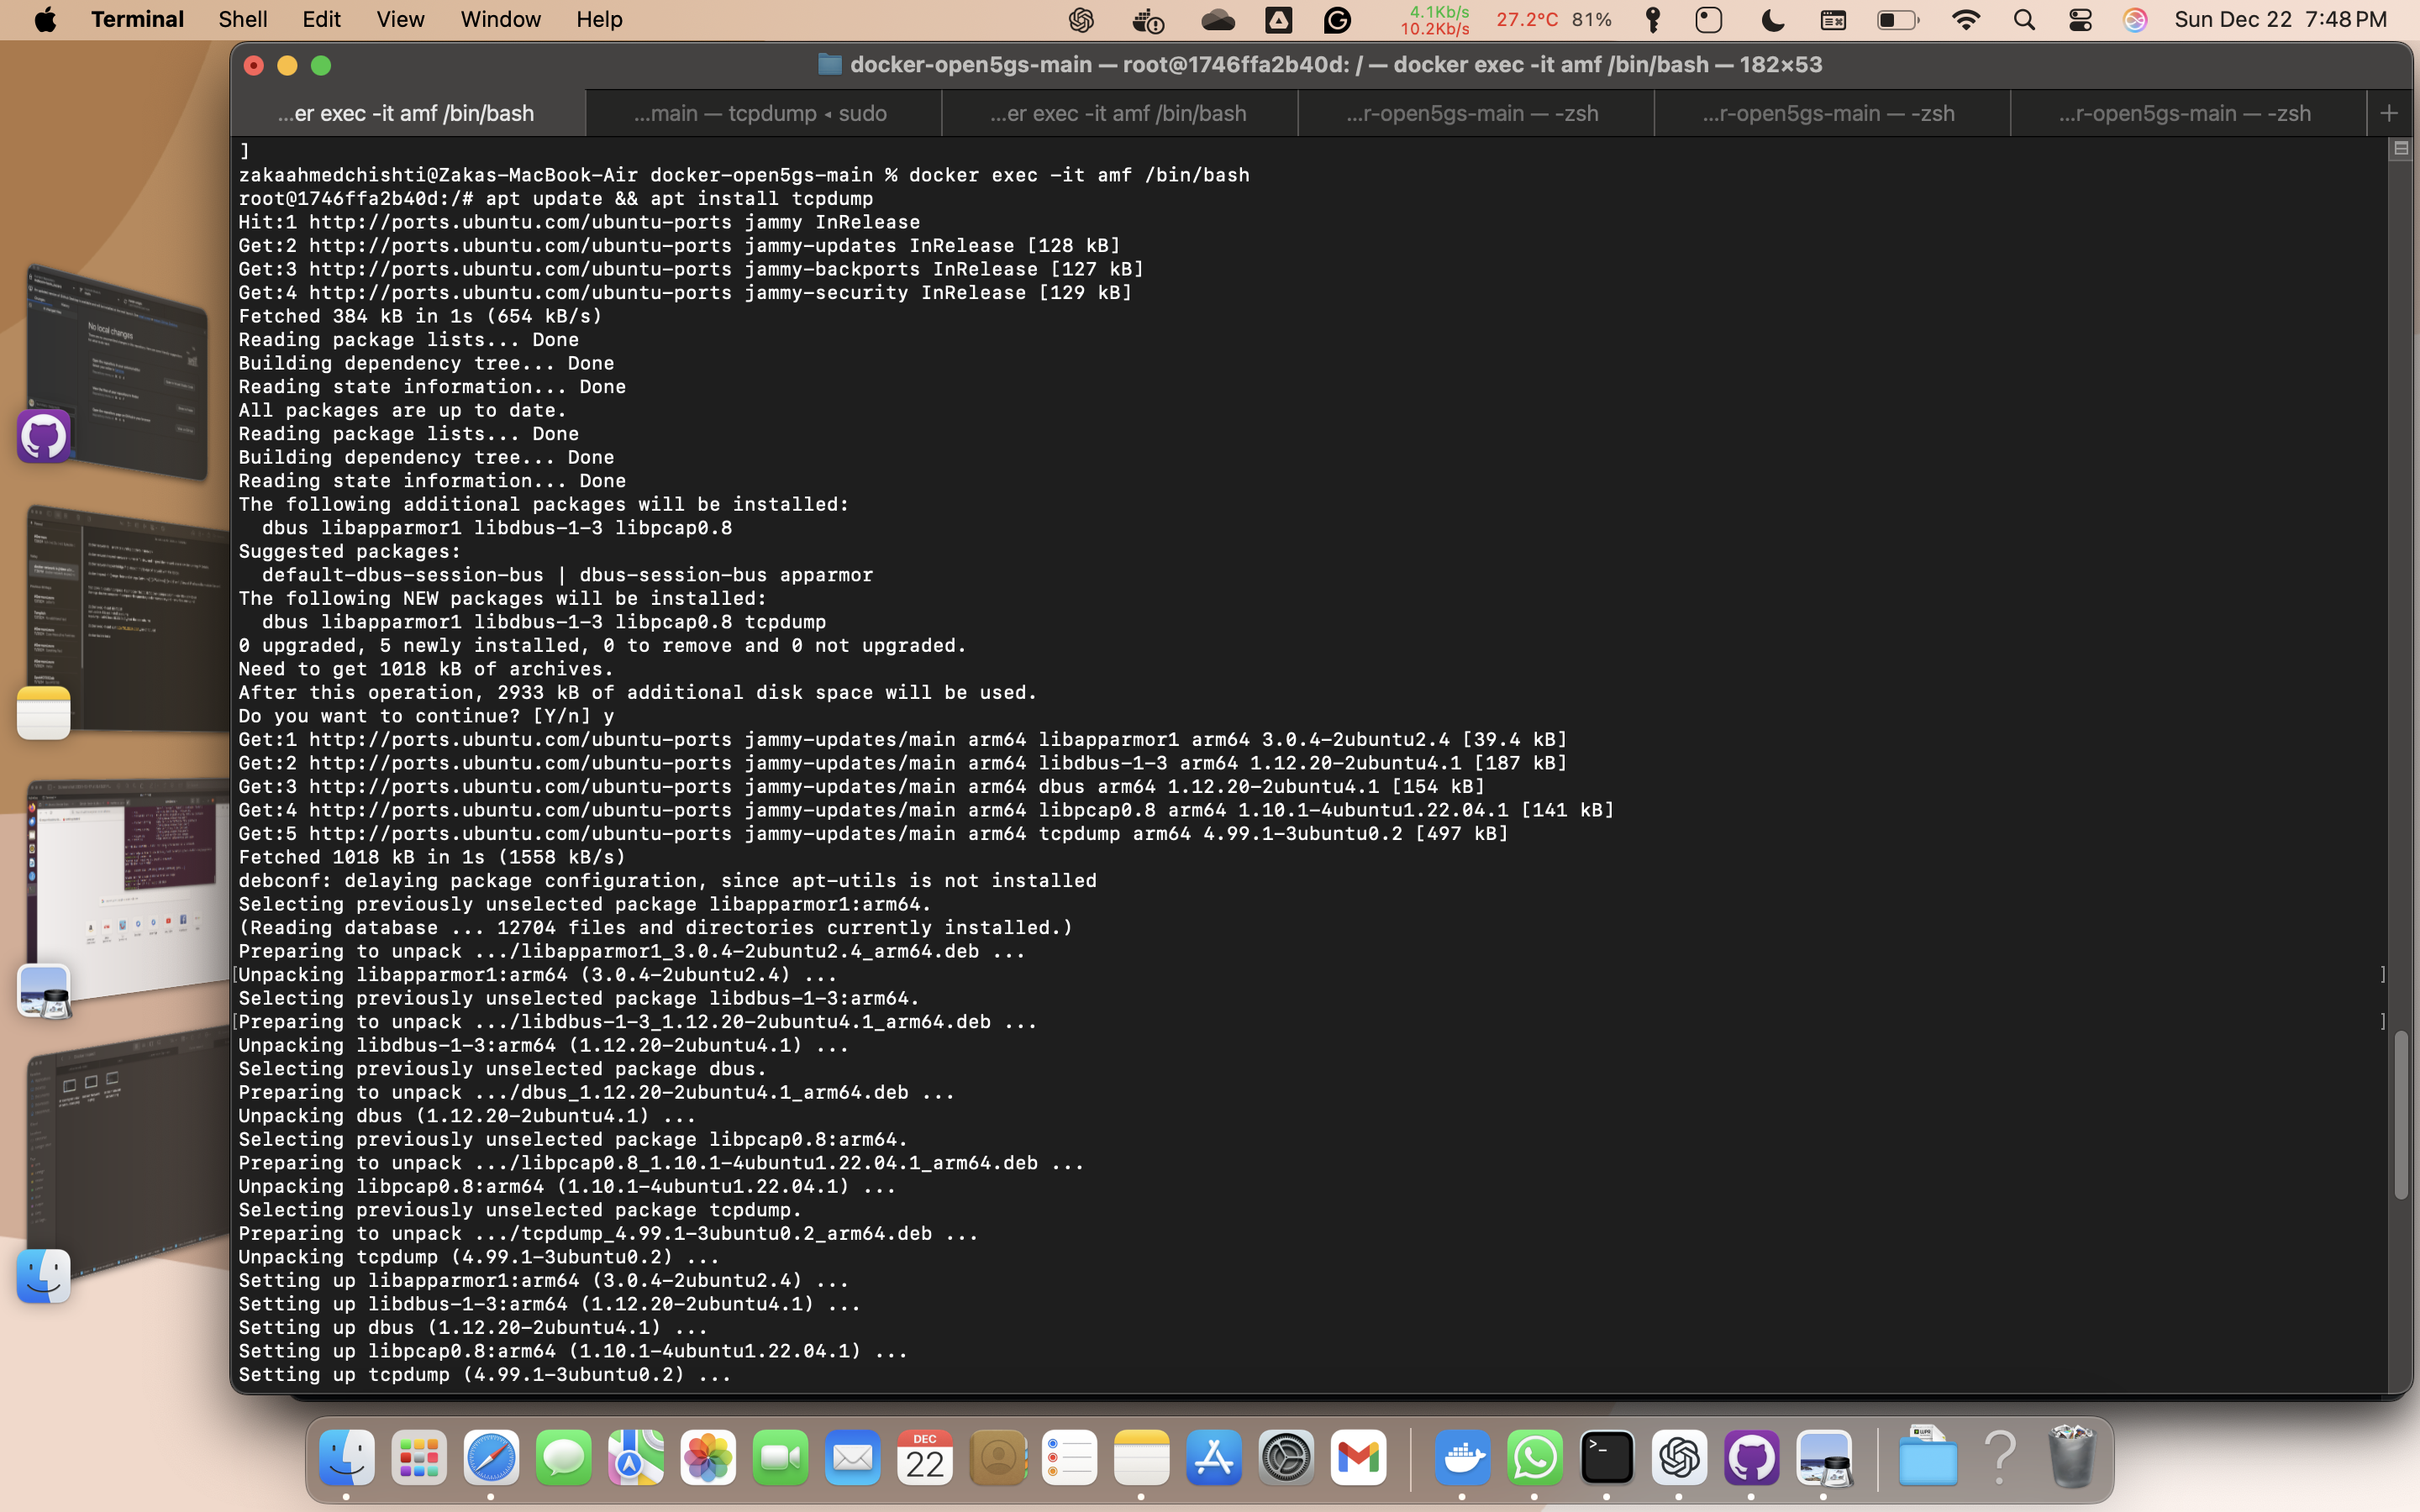 Terminal Shell Edit View Window Help 4.1Kb/s 10.2Kb/s 27.2°C 81% Sun Dec 22 7:48 PM
docker-open5gs-main — root@1746ffa2b40d: / — docker exec -it amf /bin/bash — 182×53
...er exec -it amf /bin/bash ...main — tcpdump ◂ sudo ...er exec -it amf /bin/bash ...r-open5gs-main — -zsh ...r-open5gs-main — -zsh ...r-open5gs-main — -zsh +
]
zakaahmedchishti@Zakas-MacBook-Air docker-open5gs-main % docker exec -it amf /bin/bash
root@1746ffa2b40d:/# apt update && apt install tcpdump
Hit:1 http://ports.ubuntu.com/ubuntu-ports jammy InRelease
Get:2 http://ports.ubuntu.com/ubuntu-ports jammy-updates InRelease [128 kB]
Get:3 http://ports.ubuntu.com/ubuntu-ports jammy-backports InRelease [127 kB]
Get:4 http://ports.ubuntu.com/ubuntu-ports jammy-security InRelease [129 kB]
Fetched 384 kB in 1s (654 kB/s)
Reading package lists... Done
Building dependency tree... Done
Reading state information... Done
All packages are up to date.
Reading package lists... Done
Building dependency tree... Done
Reading state information... Done
The following additional packages will be installed:
  dbus libapparmor1 libdbus-1-3 libpcap0.8
Suggested packages:
  default-dbus-session-bus | dbus-session-bus apparmor
The following NEW packages will be installed:
  dbus libapparmor1 libdbus-1-3 libpcap0.8 tcpdump
0 upgraded, 5 newly installed, 0 to remove and 0 not upgraded.
Need to get 1018 kB of archives.
After this operation, 2933 kB of additional disk space will be used.
Do you want to continue? [Y/n] y
Get:1 http://ports.ubuntu.com/ubuntu-ports jammy-updates/main arm64 libapparmor1 arm64 3.0.4-2ubuntu2.4 [39.4 kB]
Get:2 http://ports.ubuntu.com/ubuntu-ports jammy-updates/main arm64 libdbus-1-3 arm64 1.12.20-2ubuntu4.1 [187 kB]
Get:3 http://ports.ubuntu.com/ubuntu-ports jammy-updates/main arm64 dbus arm64 1.12.20-2uubuntu4.1 [154 kB]
Get:4 http://ports.ubuntu.com/ubuntu-ports jammy-updates/main arm64 libpcap0.8 arm64 1.10.1-4ubuntu1.22.04.1 [141 kB]
Get:5 http://ports.ubuntu.com/ubuntu-ports jammy-updates/main arm64 tcpdump arm64 4.99.1-3ubuntu0.2 [497 kB]
Fetched 1018 kB in 1s (1558 kB/s)
debconf: delaying package configuration, since apt-utils is not installed
Selecting previously unselected package libapparmor1:arm64.
(Reading database ... 12704 files and directories currently installed.)
Preparing to unpack .../libapparmor1_3.0.4-2ubuntu2.4_arm64.deb ...
[Unpacking libapparmor1:arm64 (3.0.4-2ubuntu2.4) ... ]
Selecting previously unselected package libdbus-1-3:arm64.
[Preparing to unpack .../libdbus-1-3_1.12.20-2ubuntu4.1_arm64.deb ... ]
Unpacking libdbus-1-3:arm64 (1.12.20-2ubuntu4.1) ...
Selecting previously unselected package dbus.
Preparing to unpack .../dbus_1.12.20-2ubuntu4.1_arm64.deb ...
Unpacking dbus (1.12.20-2ubuntu4.1) ...
Selecting previously unselected package libpcap0.8:arm64.
Preparing to unpack .../libpcap0.8_1.10.1-4ubuntu1.22.04.1_arm64.deb ...
Unpacking libpcap0.8:arm64 (1.10.1-4ubuntu1.22.04.1) ...
Selecting previously unselected package tcpdump.
Preparing to unpack .../tcpdump_4.99.1-3ubuntu0.2_arm64.deb ...
Unpacking tcpdump (4.99.1-3ubuntu0.2) ...
Setting up libapparmor1:arm64 (3.0.4-2ubuntu2.4) ...
Setting up libdbus-1-3:arm64 (1.12.20-2ubuntu4.1) ...
Setting up dbus (1.12.20-2ubuntu4.1) ...
Setting up libpcap0.8:arm64 (1.10.1-4ubuntu1.22.04.1) ...
Setting up tcpdump (4.99.1-3ubuntu0.2) ...
No local changes
DEC
22